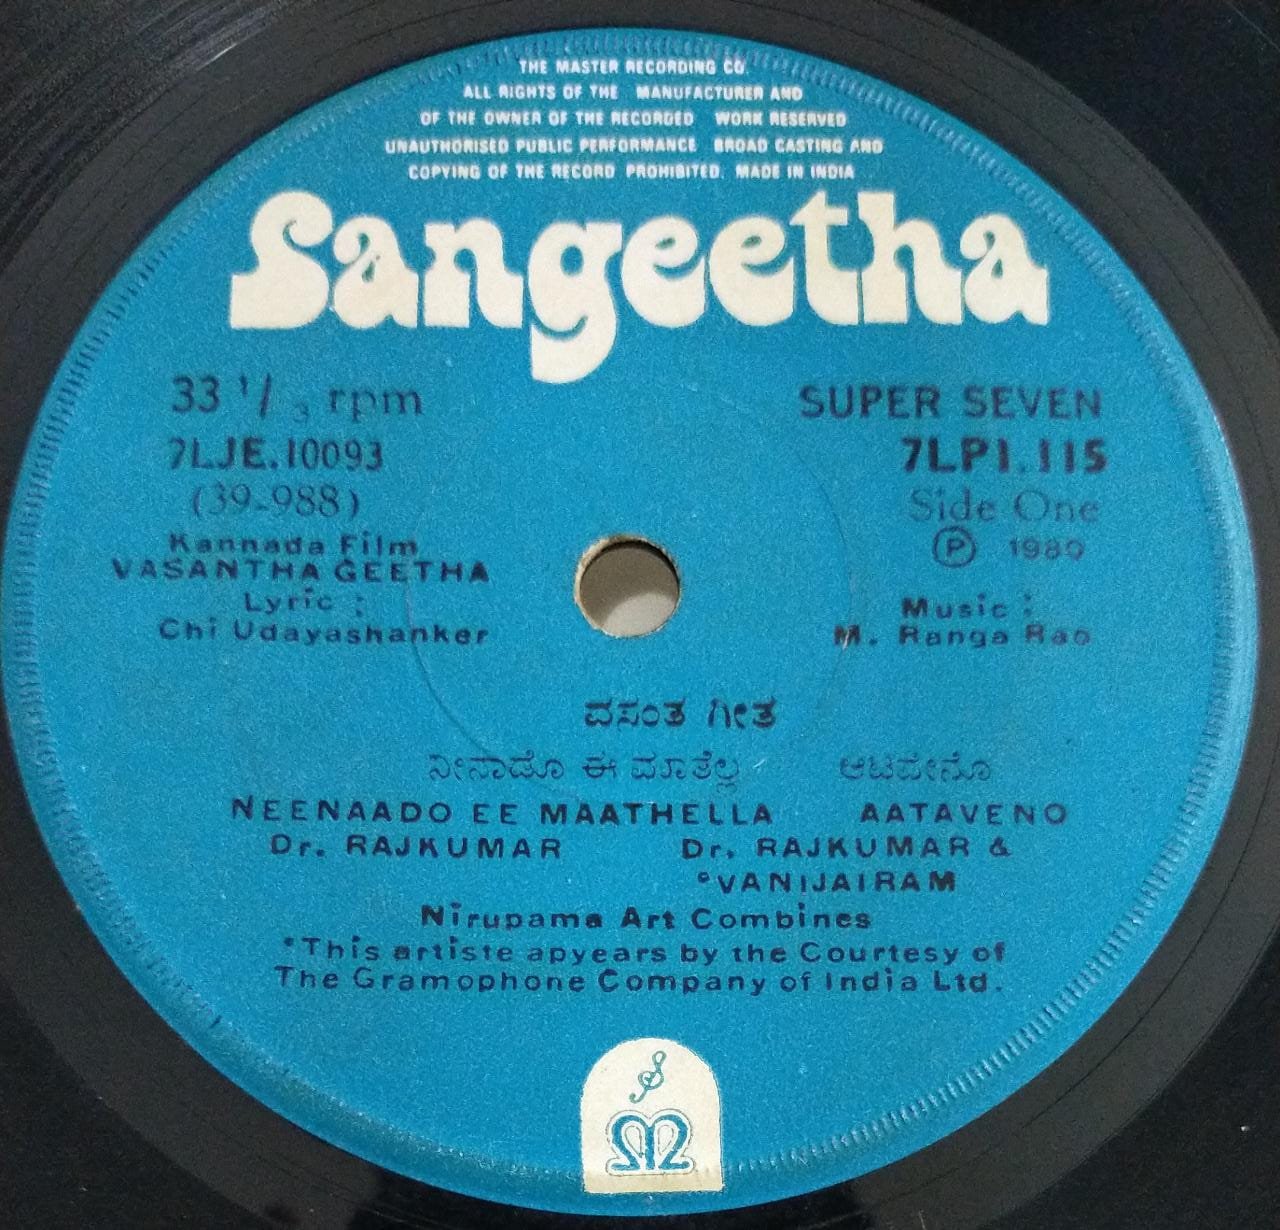 THE MASTER RECORDING CO.
ALL RIGHTS OF THE MANUFACTURER AND
OF THE OWNER OF THE RECORDED WORK RESERVED
UNAUTHORISED PUBLIC PERFORMANCE BROAD CASTING AND
COPYING OF THE RECORD PROHIBITED. MADE IN INDIA
Sangeetha
33 1/3 rpm
SUPER SEVEN
7LJE.10093
7LP1.115
(39-988)
Side One
Kannada Film
Ⓟ 1980
VASANTHA GEETHA
Lyric :
Music :
Chi Udayashanker
M. Ranga Rao
ವಸಂತ ಗೀತ
ನೀನಾಡೊ ಈ ಮಾತೆಲ್ಲ ಆಟವೇನೊ
NEENAADO EE MAATHELLA AATAVENO
Dr. RAJKUMAR Dr. RAJKUMAR &
*VANIJAIRAM
Nirupama Art Combines
*This artiste apyears by the Courtesy of
The Gramophone Company of India Ltd.